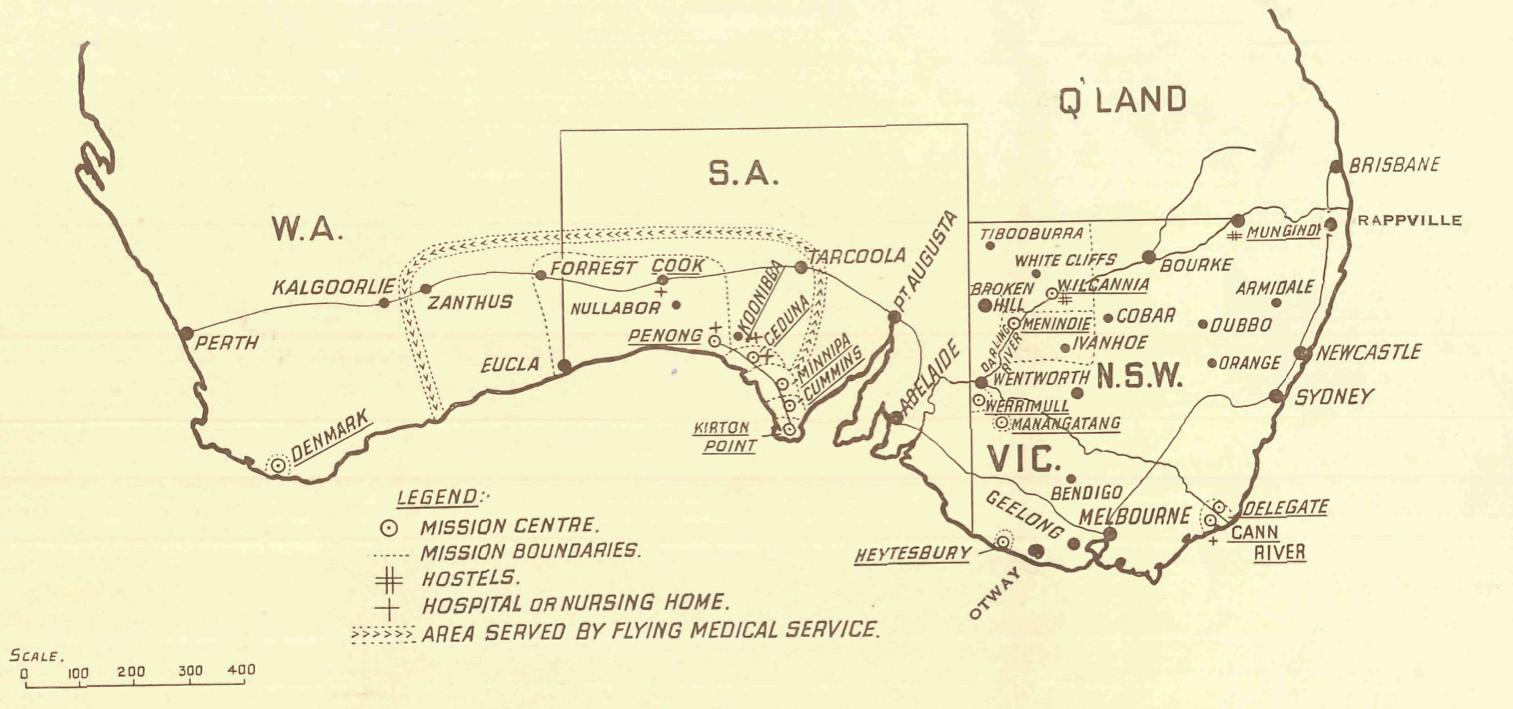 Q'LAND
S.A.
W.A.
BRISBANE
RAPPVILLE
MUNGINDI
TIBOOBURRA
WHITE CLIFFS
BOURKE
BROKEN
HILL
WILCANNIA
ARMIDALE
MENINDIE
COBAR
DUBBO
IVANHOE
DARLING
RIVER
ORANGE
NEWCASTLE
WENTWORTH
N.S.W.
SYDNEY
WERRIMULL
MANANGATANG
KALGOORLIE
ZANTHUS
FORREST
COOK
TARCOOLA
PT AUGUSTA
NULLABOR
KOONIBBA
CEDUNA
PERTH
PENONG
EUCLA
MINNIPA
CUMMINS
ADELAIDE
KIRTON
POINT
DENMARK
VIC.
BENDIGO
GEELONG
MELBOURNE
DELEGATE
CANN
RIVER
HEYTESBURY
OTWAY
LEGEND:
MISSION CENTRE.
MISSION BOUNDARIES.
HOSTELS.
HOSPITAL OR NURSING HOME.
AREA SERVED BY FLYING MEDICAL SERVICE.
SCALE.
0 100 200 300 400